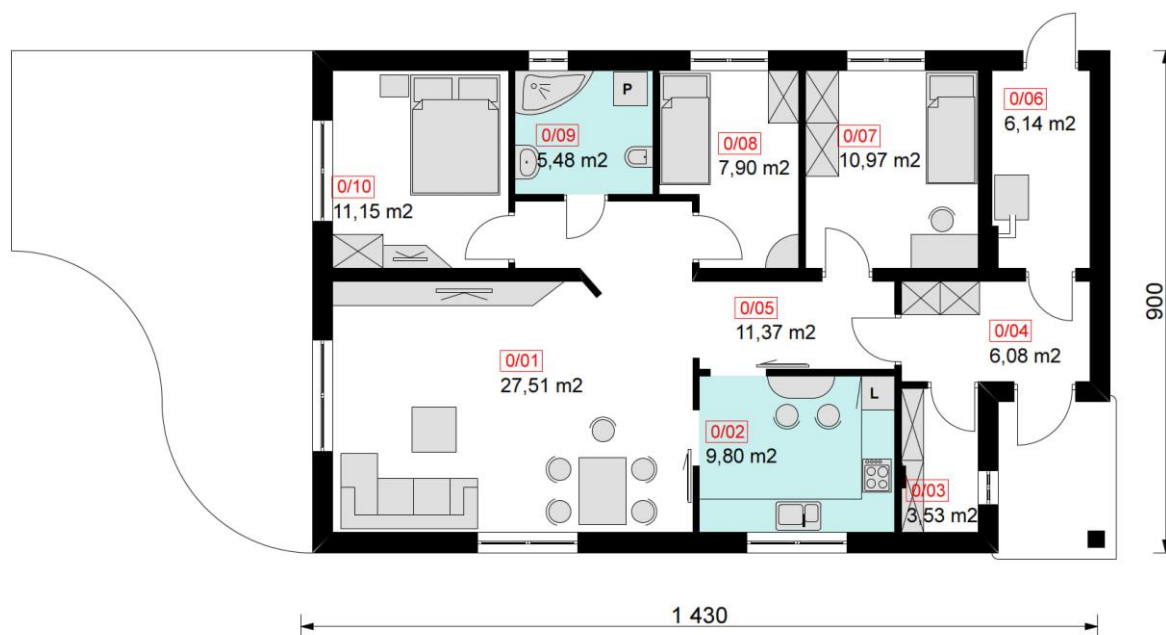 P
0/06
6,14 m2
0/09
5,48 m2
0/08
7,90 m2
0/07
10,97 m2
0/10
11,15 m2
900
0/05
11,37 m2
0/04
6,08 m2
0/01
27,51 m2
L
0/02
9,80 m2
0/03
3,53 m2
1 430